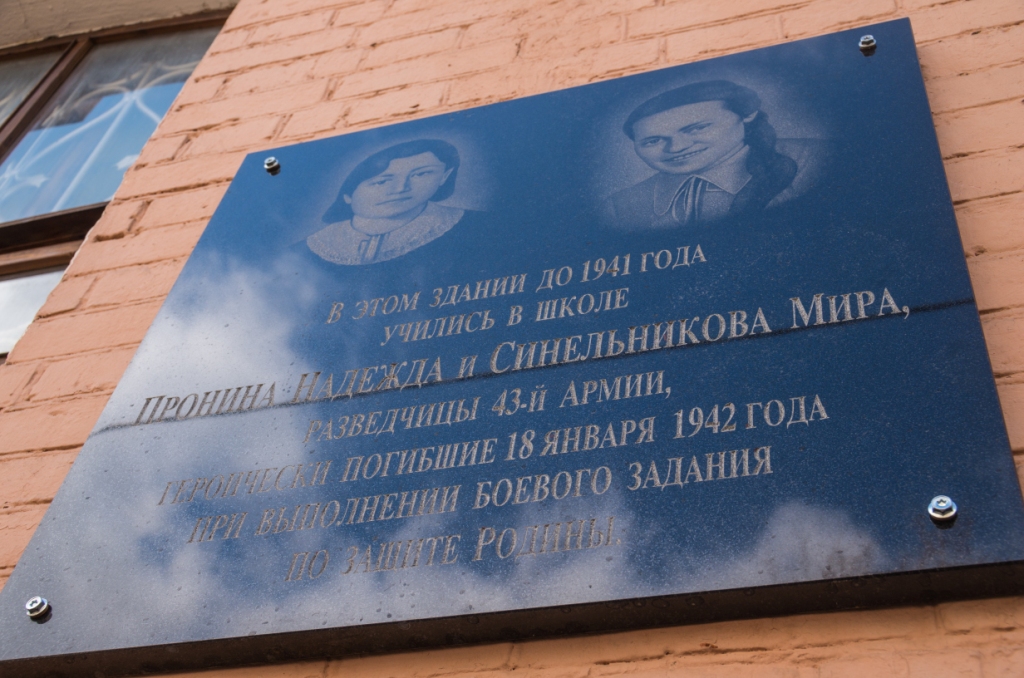 В ЭТОМ ЗДАНИИ ДО 1941 ГОДА
УЧИЛИСЬ В ШКОЛЕ
ПРОНИНА НАДЕЖДА И СИНЕЛЬНИКОВА МИРА,
РАЗВЕДЧИЦЫ 43-Й АРМИИ,
ГЕРОИЧЕСКИ ПОГИБШИЕ 18 ЯНВАРЯ 1942 ГОДА
ПРИ ВЫПОЛНЕНИИ БОЕВОГО ЗАДАНИЯ
ПО ЗАЩИТЕ РОДИНЫ.